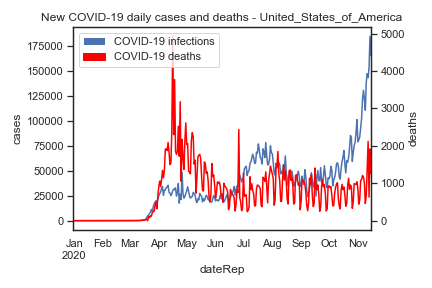 New COVID-19 daily cases and deaths - United_States_of_America
COVID-19 infections
COVID-19 deaths
cases
175000
150000
125000
100000
75000
50000
25000
0
deaths
5000
4000
3000
2000
1000
0
Jan Feb Mar Apr May Jun Jul Aug Sep Oct Nov
2020
dateRep